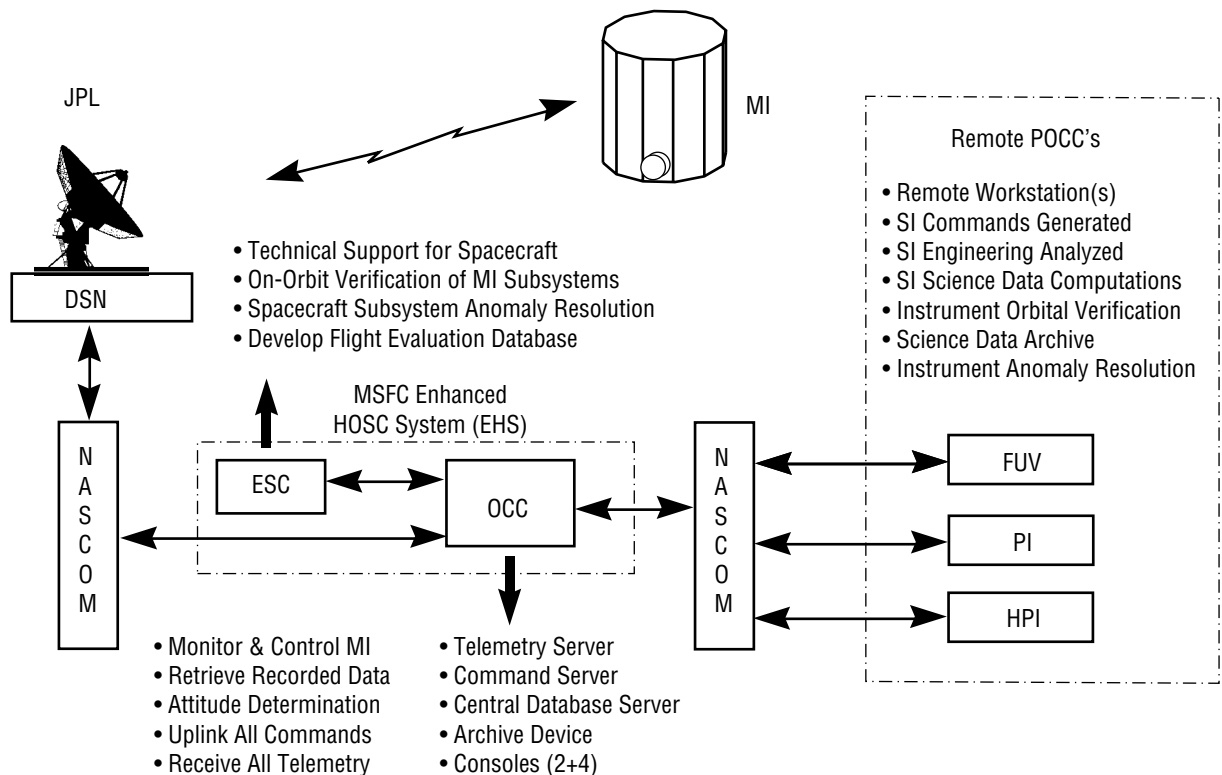 JPL
MI
DSN
• Technical Support for Spacecraft
• On-Orbit Verification of MI Subsystems
• Spacecraft Subsystem Anomaly Resolution
• Develop Flight Evaluation Database
Remote POCC's
• Remote Workstation(s)
• SI Commands Generated
• SI Engineering Analyzed
• SI Science Data Computations
• Instrument Orbital Verification
• Science Data Archive
• Instrument Anomaly Resolution
MSFC Enhanced
HOSC System (EHS)
NASCOM
ESC
OCC
NASCOM
FUV
PI
HPI
• Monitor & Control MI
• Retrieve Recorded Data
• Attitude Determination
• Uplink All Commands
• Receive All Telemetry
• Telemetry Server
• Command Server
• Central Database Server
• Archive Device
• Consoles (2+4)